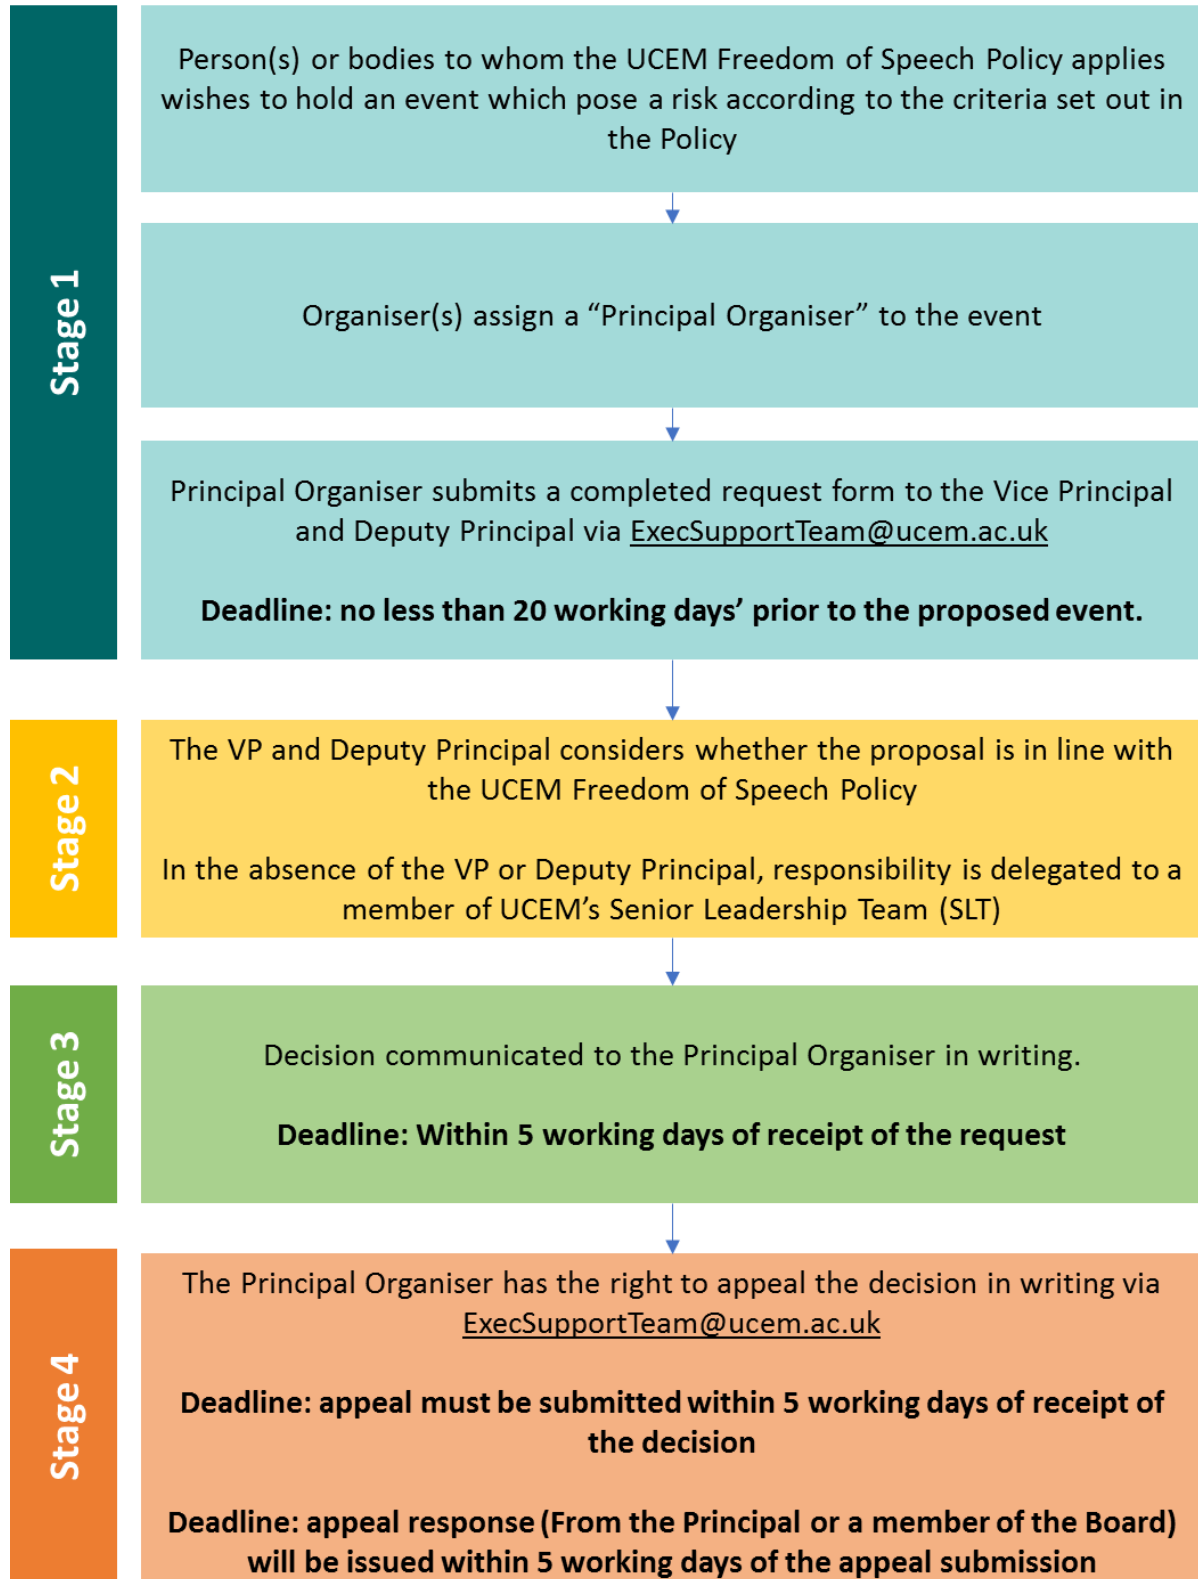 Stage 1
Person(s) or bodies to whom the UCEM Freedom of Speech Policy applies
wishes to hold an event which pose a risk according to the criteria set out in
the Policy
Organiser(s) assign a “Principal Organiser” to the event
Principal Organiser submits a completed request form to the Vice Principal
and Deputy Principal via ExecSupportTeam@ucem.ac.uk
Deadline: no less than 20 working days’ prior to the proposed event.
Stage 2
The VP and Deputy Principal considers whether the proposal is in line with
the UCEM Freedom of Speech Policy
In the absence of the VP or Deputy Principal, responsibility is delegated to a
member of UCEM’s Senior Leadership Team (SLT)
Stage 3
Decision communicated to the Principal Organiser in writing.
Deadline: Within 5 working days of receipt of the request
Stage 4
The Principal Organiser has the right to appeal the decision in writing via
ExecSupportTeam@ucem.ac.uk
Deadline: appeal must be submitted within 5 working days of receipt of
the decision
Deadline: appeal response (From the Principal or a member of the Board)
will be issued within 5 working days of the appeal submission